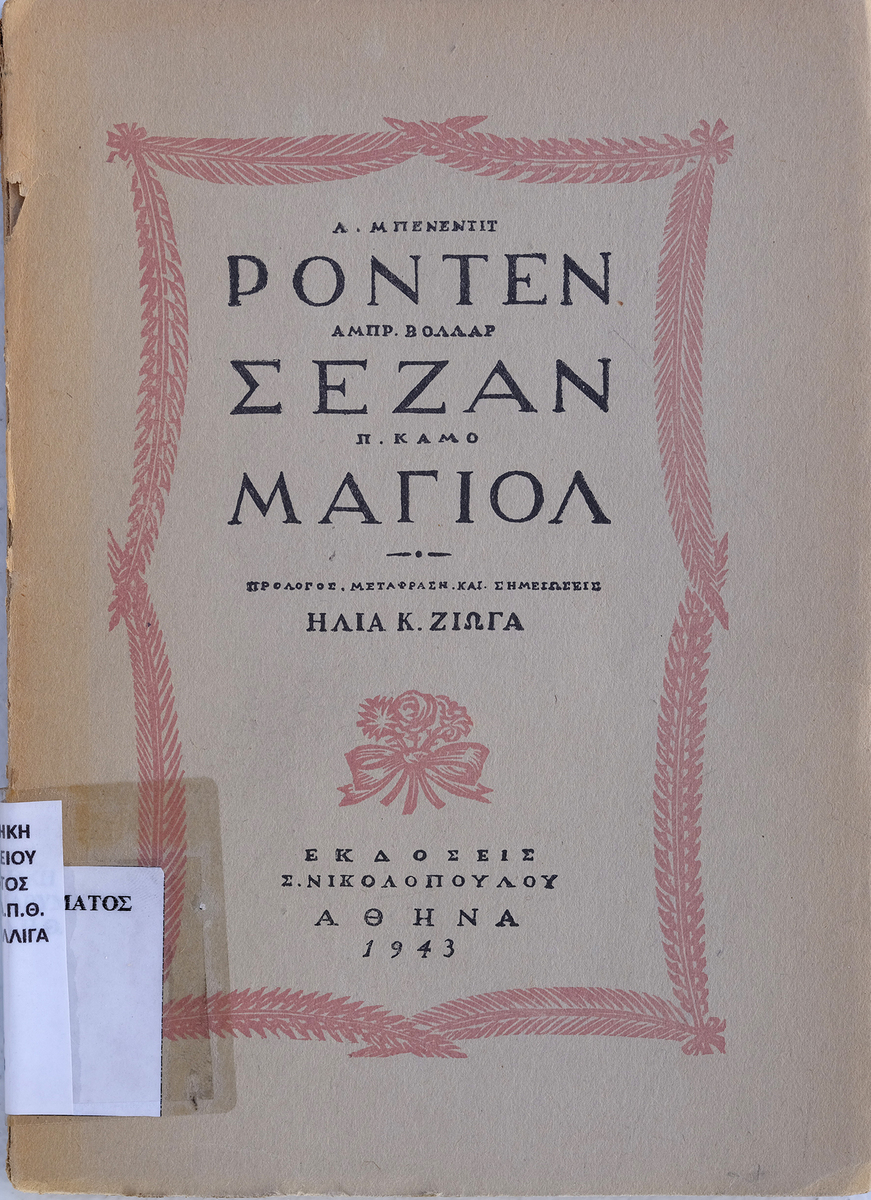 Λ. ΜΠΕΝΕΝΤΙΤ
ΡΟΝΤΕΝ
ΑΜΠΡ. ΒΟΛΛΑΡ
ΣΕΖΑΝ
Π. ΚΑΜΟ
ΜΑΓΙΟΛ
ΠΡΟΛΟΓΟΣ, ΜΕΤΑΦΡΑΣΗ. ΚΑΙ. ΣΗΜΕΙΩΣΕΙΣ
ΗΛΙΑ Κ. ΖΙΩΓΑ
ΕΚΔΟΣΕΙΣ
Σ. ΝΙΚΟΛΟΠΟΥΛΟΥ
ΑΘΗΝΑ
1943
ΗΚΗ
ΕΙΟΥ
ΤΟΣ
.Π.Θ.
ΛΛΙΓΑ
ΜΑΤΟΣ